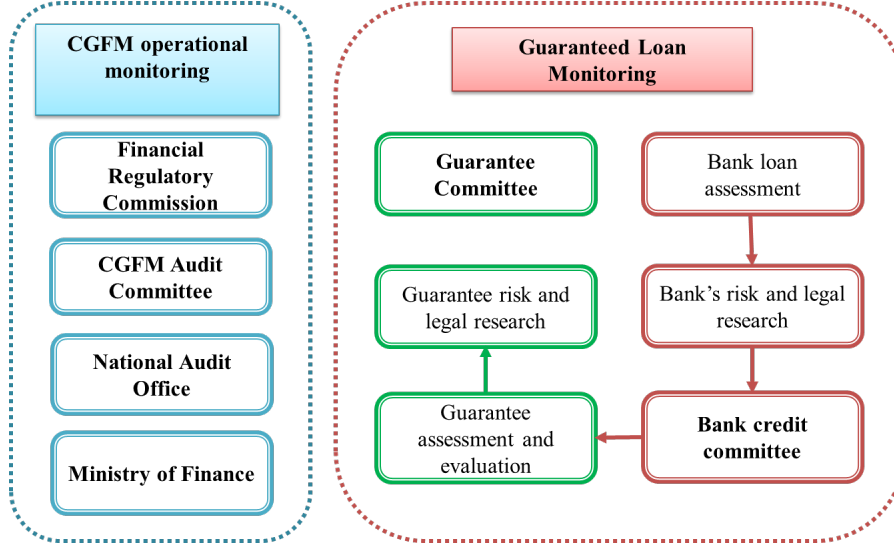 CGFM operational
monitoring
Financial
Regulatory
Commission
CGFM Audit
Committee
National Audit
Office
Ministry of Finance
Guaranteed Loan
Monitoring
Guarantee
Committee
Bank loan
assessment
Guarantee risk and
legal research
Bank’s risk and legal
research
Guarantee
assessment and
evaluation
Bank credit
committee